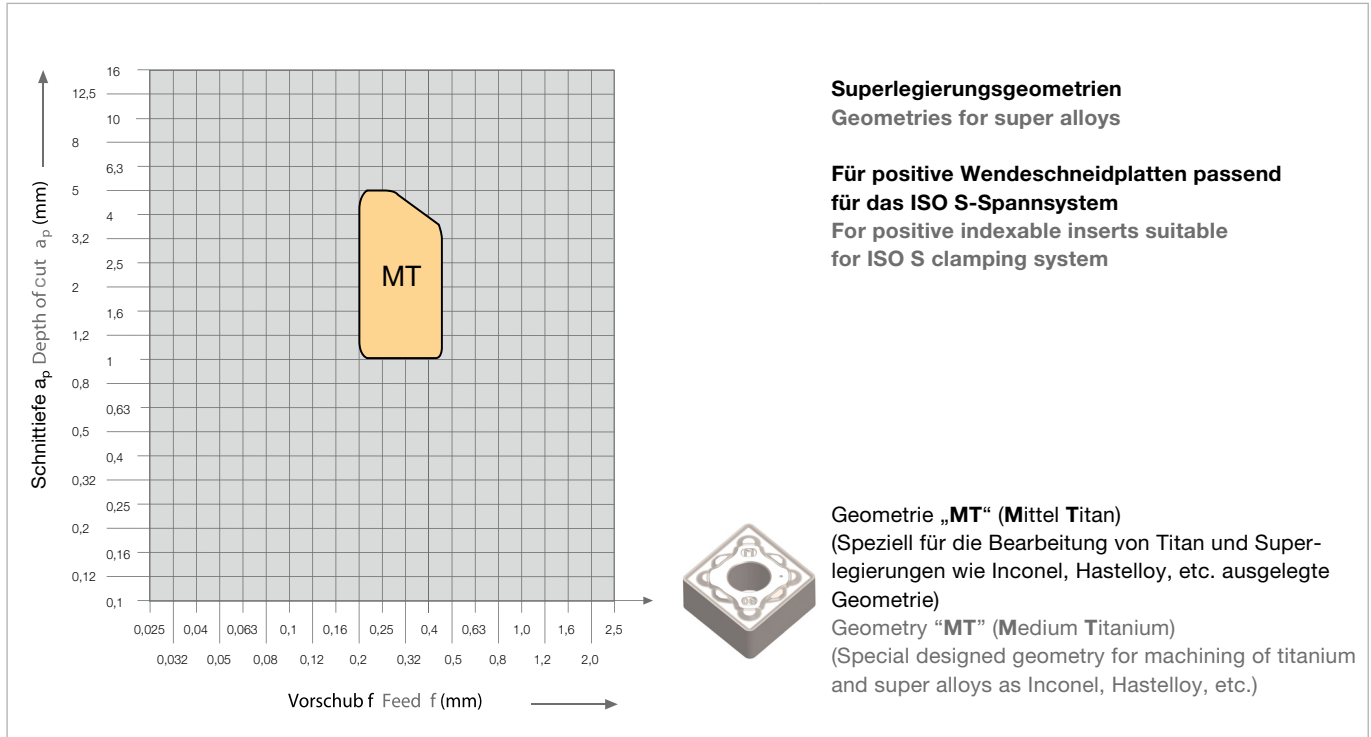 Schnittiefe aₚ Depth of cut aₚ (mm)
16
12,5
10
8
6,3
5
4
3,2
2,5
2
1,6
1,2
1
0,8
0,63
0,5
0,4
0,32
0,25
0,2
0,16
0,12
0,1
MT
0,025 0,04 0,063 0,1 0,16 0,25 0,4 0,63 1,0 1,6 2,5
0,032 0,05 0,08 0,12 0,2 0,32 0,5 0,8 1,2 2,0
Vorschub f Feed f (mm)
Superlegierungsgeometrien
Geometries for super alloys
Für positive Wendeschneidplatten passend
für das ISO S-Spannsystem
For positive indexable inserts suitable
for ISO S clamping system
Geometrie „MT“ (Mittel Titan)
(Speziell für die Bearbeitung von Titan und Super-
legierungen wie Inconel, Hastelloy, etc. ausgelegte
Geometrie)
Geometry “MT” (Medium Titanium)
(Special designed geometry for machining of titanium
and super alloys as Inconel, Hastelloy, etc.)